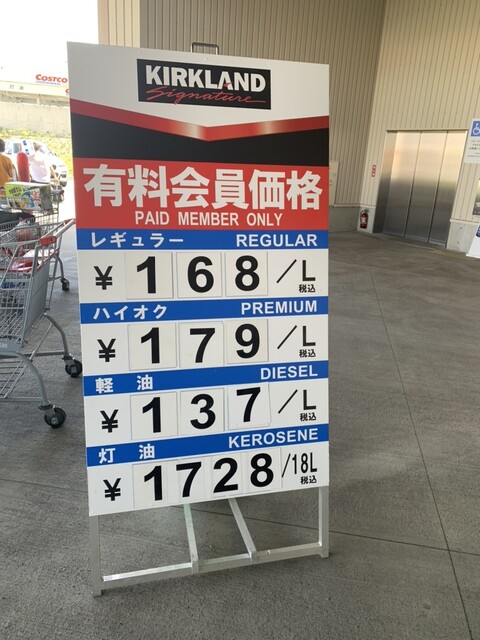 COSTCO
KIRKLAND
Signature
有料会員価格
PAID MEMBER ONLY
レギュラー REGULAR
¥168/L 税込
ハイオク PREMIUM
¥179/L 税込
軽油 DIESEL
¥137/L 税込
灯油 KEROSENE
¥1728/18L 税込